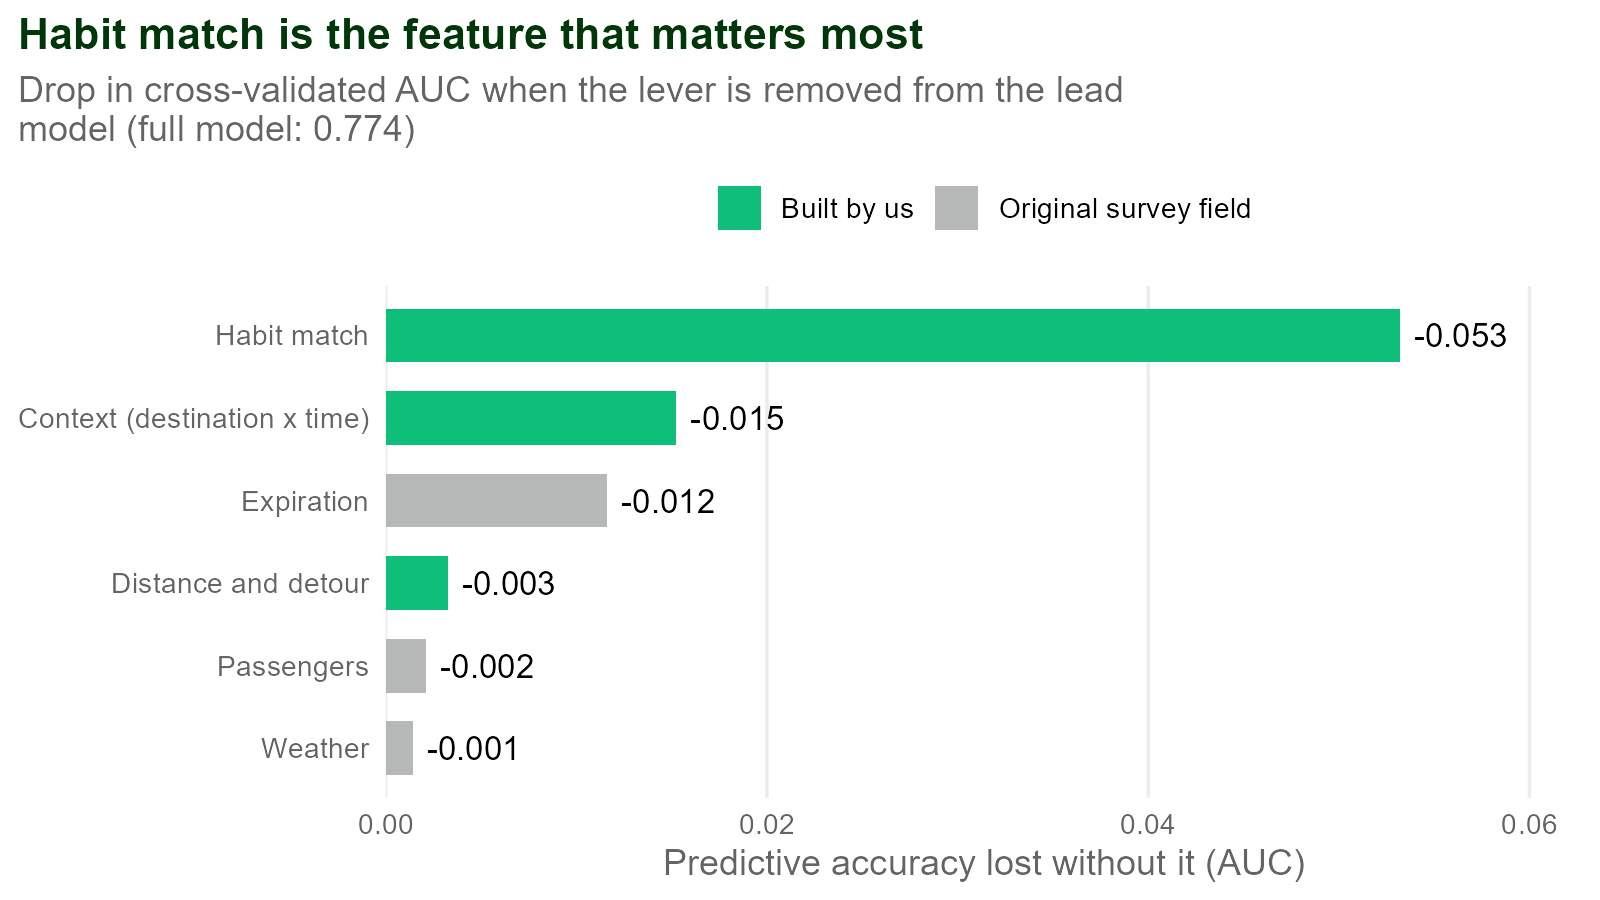 Habit match is the feature that matters most
Drop in cross-validated AUC when the lever is removed from the lead
model (full model: 0.774)
Built by us
Original survey field
Habit match
-0.053
Context (destination x time)
-0.015
Expiration
-0.012
Distance and detour
-0.003
Passengers
-0.002
Weather
-0.001
0.00
0.02
0.04
0.06
Predictive accuracy lost without it (AUC)